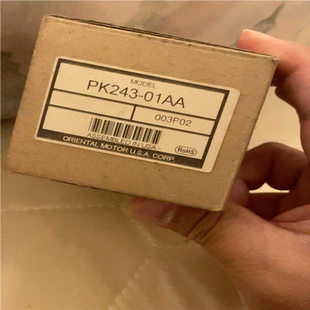 MODEL
PK243-01AA
003P02
ASSEMBLED IN USA
RoHS
ORIENTAL MOTOR U.S.A. CORP.